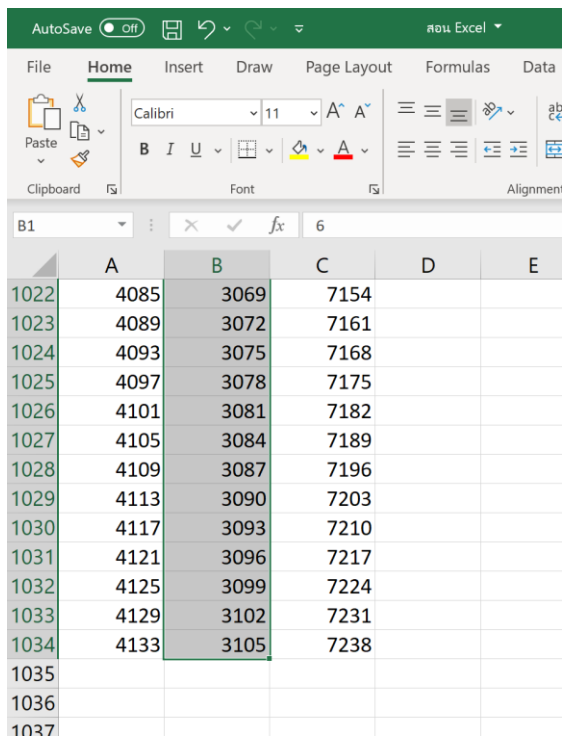 AutoSave Off สอน Excel
File Home Insert Draw Page Layout Formulas Data
Paste Calibri 11 A A ab
B I U A
Clipboard Font Alignment
B1 fx 6
A B C D E
1022 4085 3069 7154
1023 4089 3072 7161
1024 4093 3075 7168
1025 4097 3078 7175
1026 4101 3081 7182
1027 4105 3084 7189
1028 4109 3087 7196
1029 4113 3090 7203
1030 4117 3093 7210
1031 4121 3096 7217
1032 4125 3099 7224
1033 4129 3102 7231
1034 4133 3105 7238
1035
1036
1037